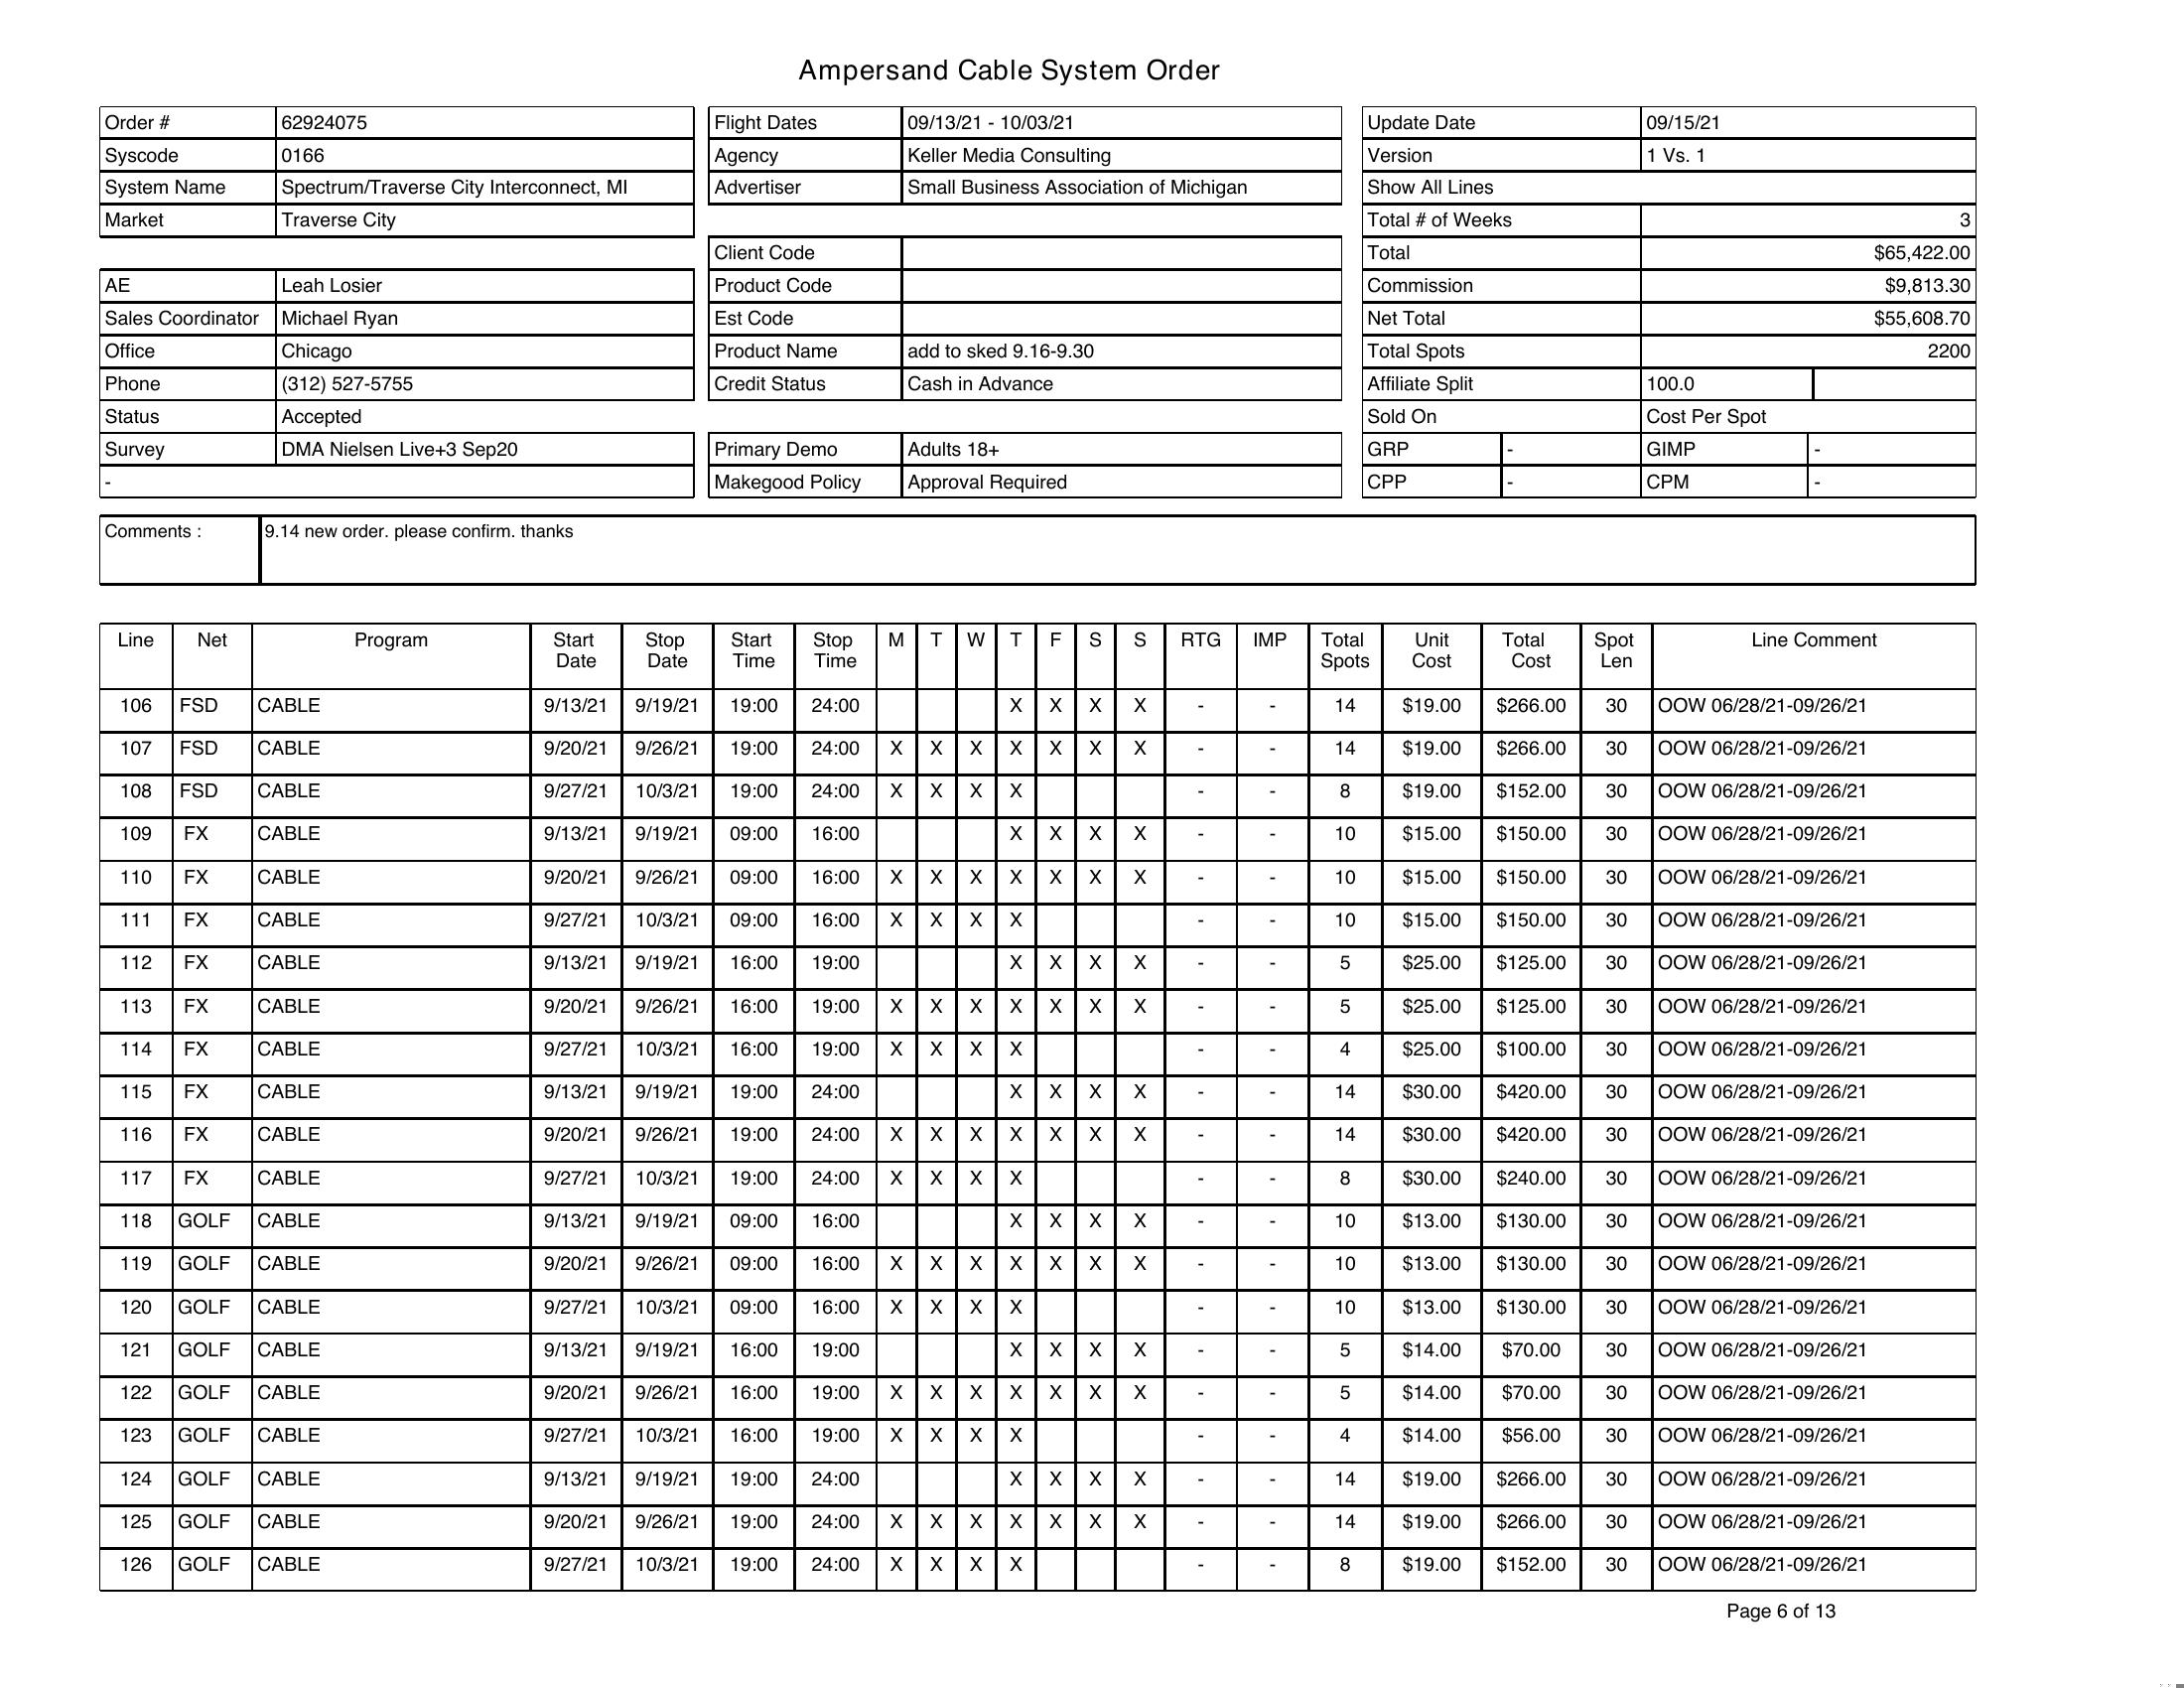 Ampersand Cable System Order
Order # 62924075
Syscode 0166
System Name Spectrum/Traverse City Interconnect, MI
Market Traverse City
AE Leah Losier
Sales Coordinator Michael Ryan
Office Chicago
Phone (312) 527-5755
Status Accepted
Survey DMA Nielsen Live+3 Sep20
-
Flight Dates 09/13/21 - 10/03/21
Agency Keller Media Consulting
Advertiser Small Business Association of Michigan
Client Code
Product Code
Est Code
Product Name add to sked 9.16-9.30
Credit Status Cash in Advance
Primary Demo Adults 18+
Makegood Policy Approval Required
Update Date 09/15/21
Version 1 Vs. 1
Show All Lines
Total # of Weeks 3
Total $65,422.00
Commission $9,813.30
Net Total $55,608.70
Total Spots 2200
Affiliate Split 100.0
Sold On Cost Per Spot
GRP - GIMP -
CPP - CPM -
Comments : 9.14 new order. please confirm. thanks
Line Net Program Start Date Stop Date Start Time Stop Time M T W T F S S RTG IMP Total Spots Unit Cost Total Cost Spot Len Line Comment
106 FSD CABLE 9/13/21 9/19/21 19:00 24:00 X X X X - - 14 $19.00 $266.00 30 OOW 06/28/21-09/26/21
107 FSD CABLE 9/20/21 9/26/21 19:00 24:00 X X X X X X X - - 14 $19.00 $266.00 30 OOW 06/28/21-09/26/21
108 FSD CABLE 9/27/21 10/3/21 19:00 24:00 X X X X - - 8 $19.00 $152.00 30 OOW 06/28/21-09/26/21
109 FX CABLE 9/13/21 9/19/21 09:00 16:00 X X X X - - 10 $15.00 $150.00 30 OOW 06/28/21-09/26/21
110 FX CABLE 9/20/21 9/26/21 09:00 16:00 X X X X X X X - - 10 $15.00 $150.00 30 OOW 06/28/21-09/26/21
111 FX CABLE 9/27/21 10/3/21 09:00 16:00 X X X X - - 10 $15.00 $150.00 30 OOW 06/28/21-09/26/21
112 FX CABLE 9/13/21 9/19/21 16:00 19:00 X X X X - - 5 $25.00 $125.00 30 OOW 06/28/21-09/26/21
113 FX CABLE 9/20/21 9/26/21 16:00 19:00 X X X X X X X - - 5 $25.00 $125.00 30 OOW 06/28/21-09/26/21
114 FX CABLE 9/27/21 10/3/21 16:00 19:00 X X X X - - 4 $25.00 $100.00 30 OOW 06/28/21-09/26/21
115 FX CABLE 9/13/21 9/19/21 19:00 24:00 X X X X - - 14 $30.00 $420.00 30 OOW 06/28/21-09/26/21
116 FX CABLE 9/20/21 9/26/21 19:00 24:00 X X X X X X X - - 14 $30.00 $420.00 30 OOW 06/28/21-09/26/21
117 FX CABLE 9/27/21 10/3/21 19:00 24:00 X X X X - - 8 $30.00 $240.00 30 OOW 06/28/21-09/26/21
118 GOLF CABLE 9/13/21 9/19/21 09:00 16:00 X X X X - - 10 $13.00 $130.00 30 OOW 06/28/21-09/26/21
119 GOLF CABLE 9/20/21 9/26/21 09:00 16:00 X X X X X X X - - 10 $13.00 $130.00 30 OOW 06/28/21-09/26/21
120 GOLF CABLE 9/27/21 10/3/21 09:00 16:00 X X X X - - 10 $13.00 $130.00 30 OOW 06/28/21-09/26/21
121 GOLF CABLE 9/13/21 9/19/21 16:00 19:00 X X X X - - 5 $14.00 $70.00 30 OOW 06/28/21-09/26/21
122 GOLF CABLE 9/20/21 9/26/21 16:00 19:00 X X X X X X X - - 5 $14.00 $70.00 30 OOW 06/28/21-09/26/21
123 GOLF CABLE 9/27/21 10/3/21 16:00 19:00 X X X X - - 4 $14.00 $56.00 30 OOW 06/28/21-09/26/21
124 GOLF CABLE 9/13/21 9/19/21 19:00 24:00 X X X X - - 14 $19.00 $266.00 30 OOW 06/28/21-09/26/21
125 GOLF CABLE 9/20/21 9/26/21 19:00 24:00 X X X X X X X - - 14 $19.00 $266.00 30 OOW 06/28/21-09/26/21
126 GOLF CABLE 9/27/21 10/3/21 19:00 24:00 X X X X - - 8 $19.00 $152.00 30 OOW 06/28/21-09/26/21
Page 6 of 13